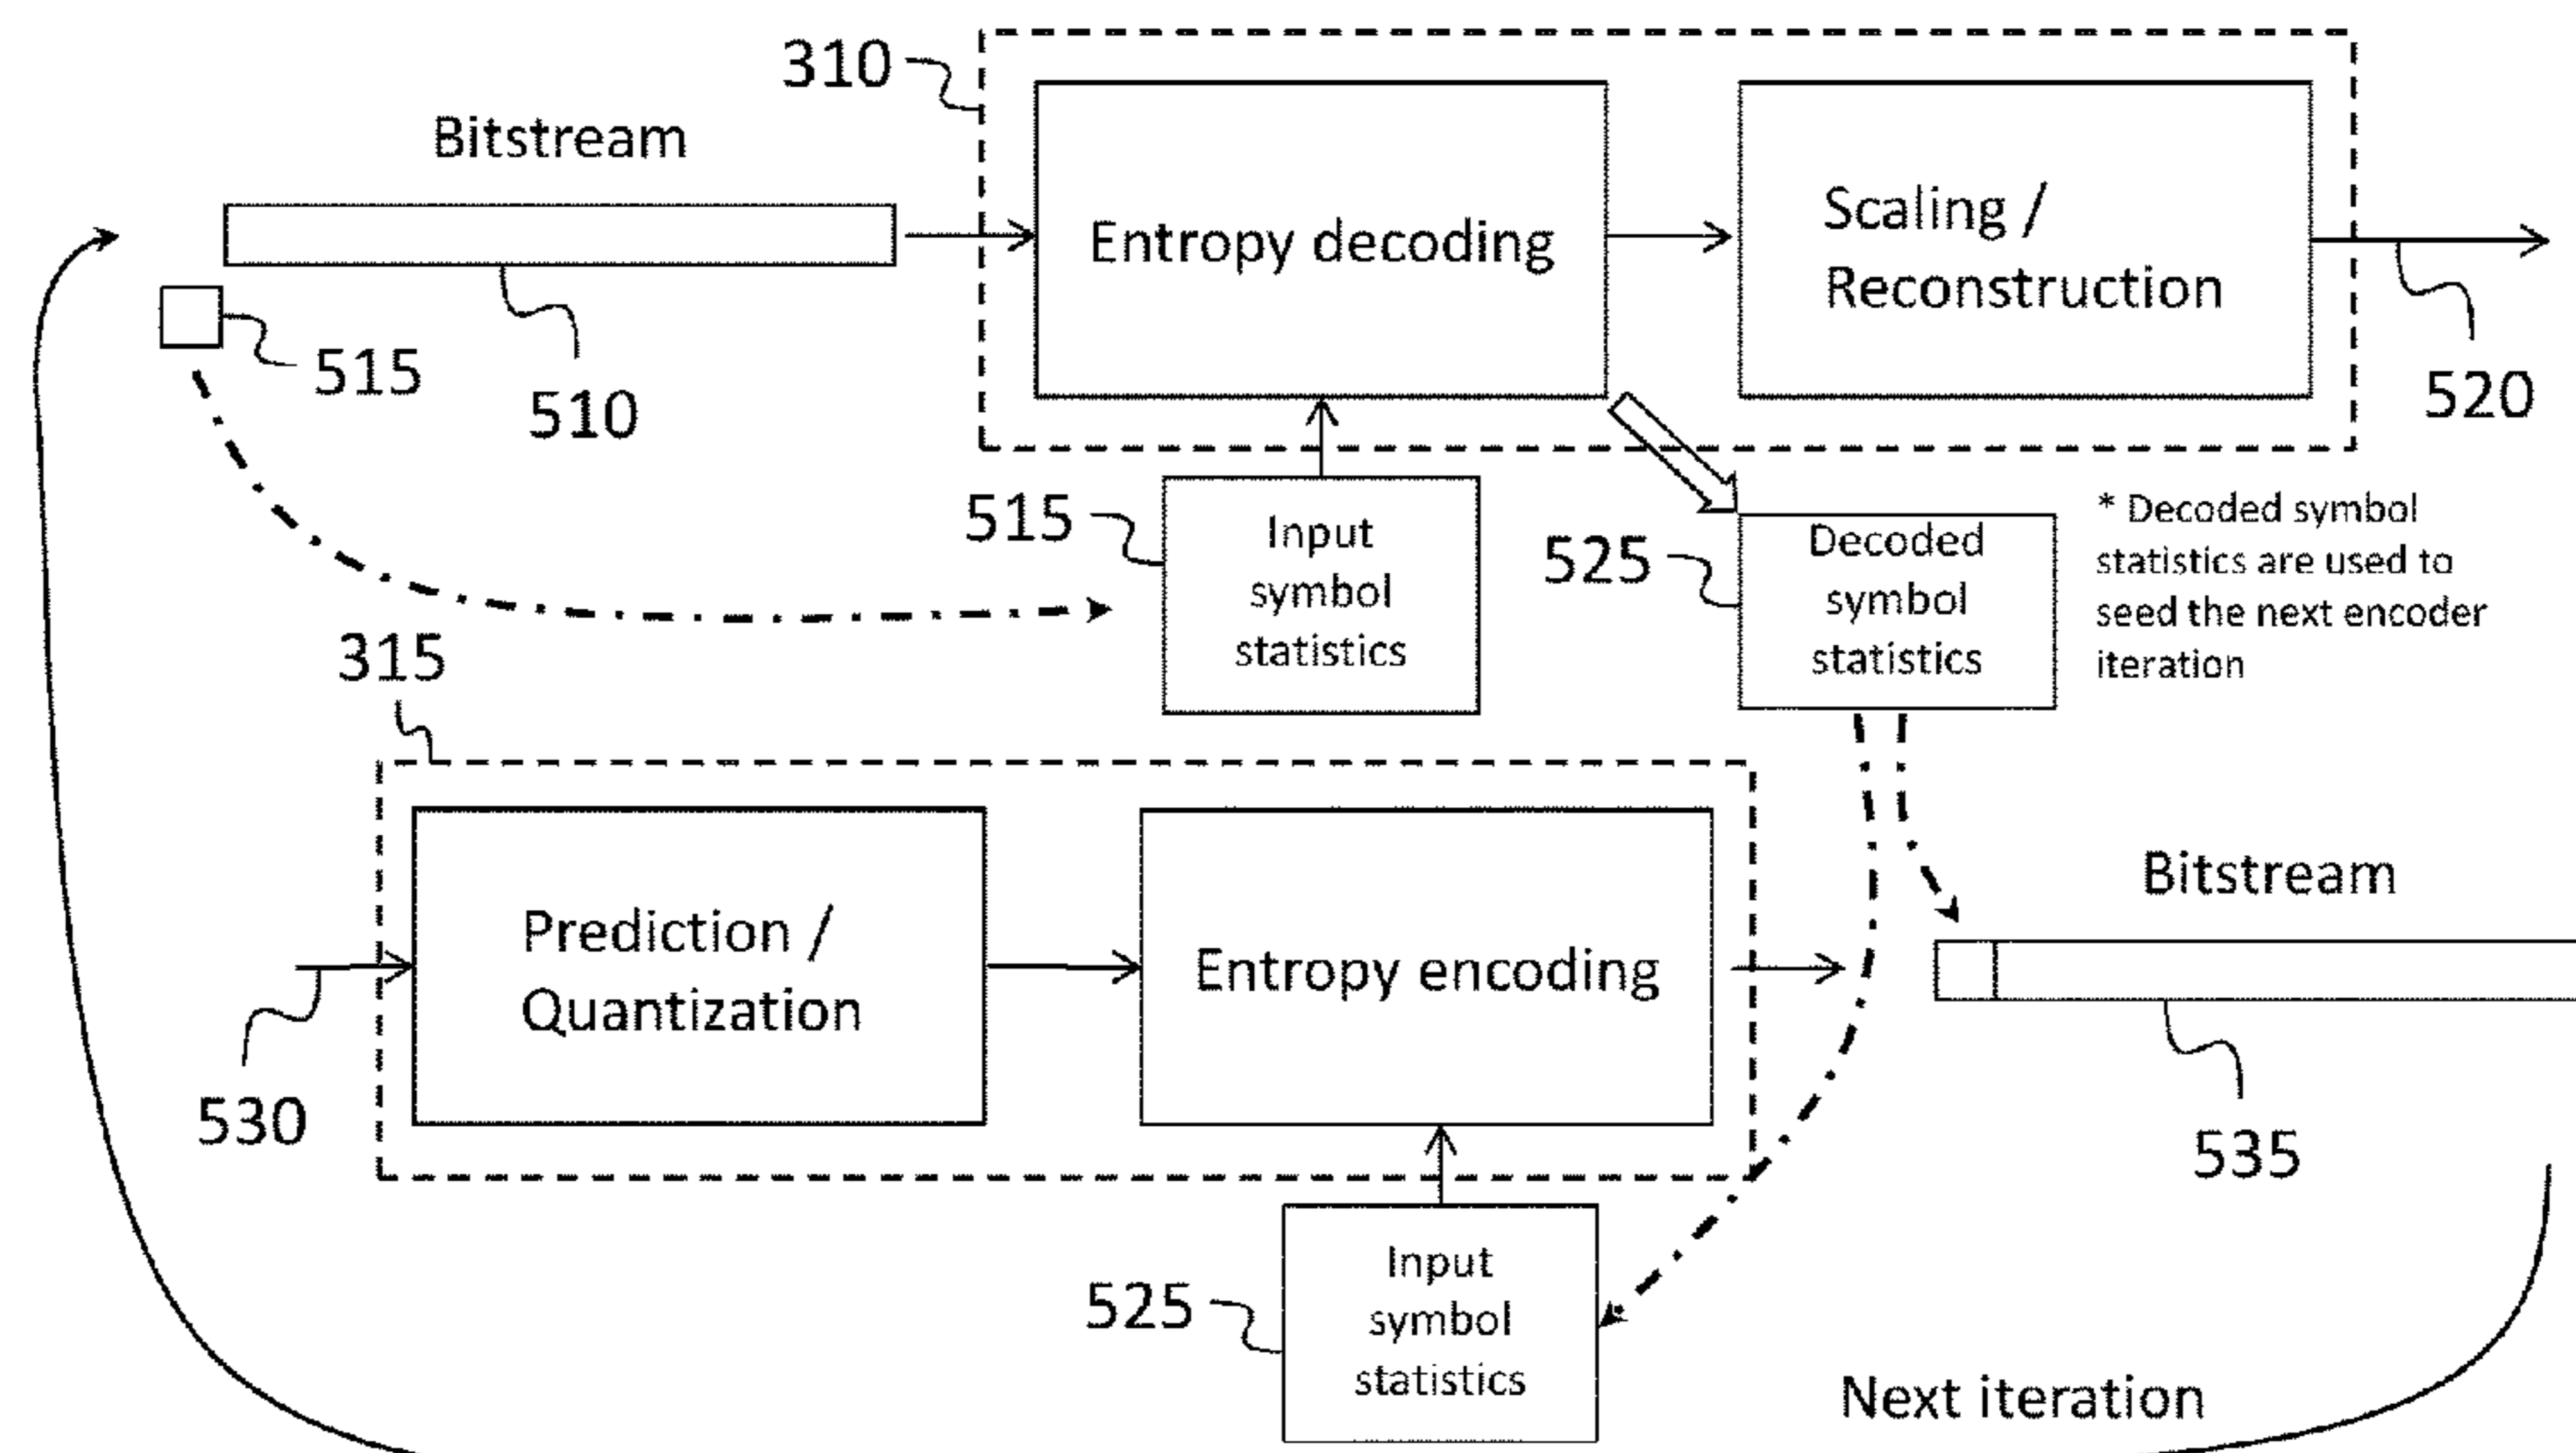 310
Bitstream
Entropy decoding
Scaling /
Reconstruction
515
510
520
515
Input
symbol
statistics
525
Decoded
symbol
statistics
* Decoded symbol
statistics are used to
seed the next encoder
iteration
315
Prediction /
Quantization
Entropy encoding
Bitstream
530
535
525
Input
symbol
statistics
Next iteration